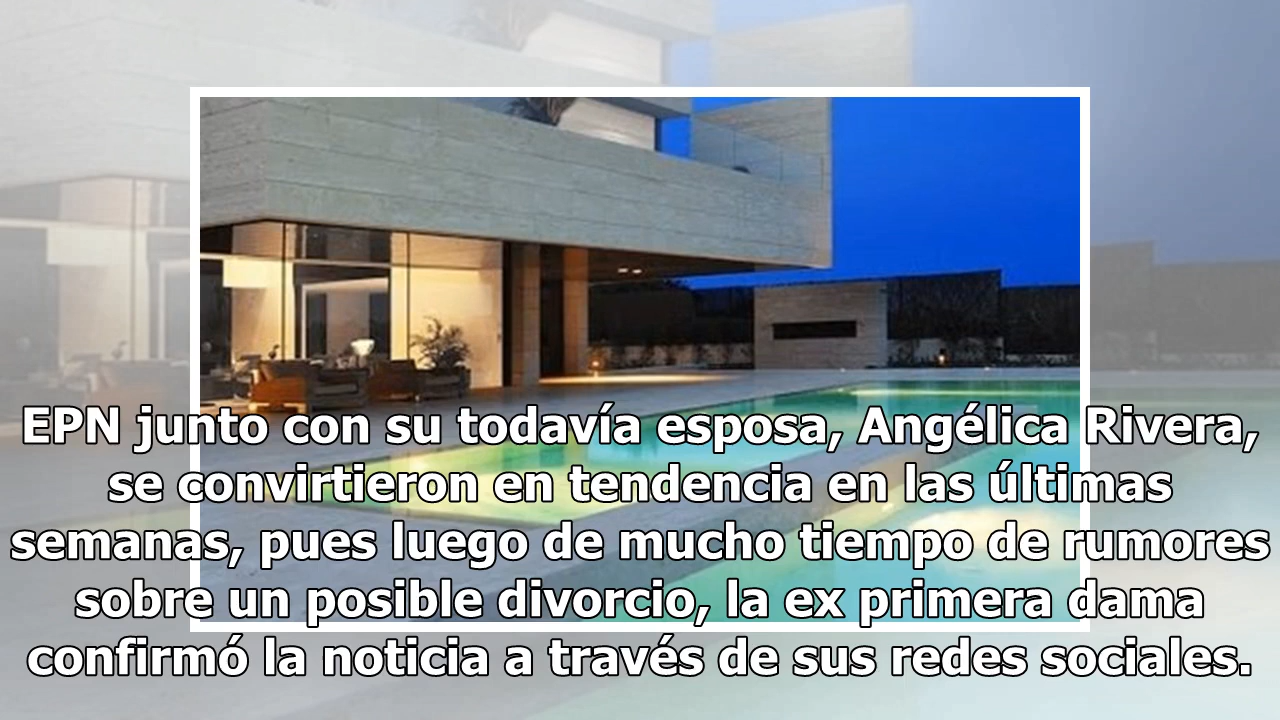 EPN junto con su todavía esposa, Angélica Rivera,
se convirtieron en tendencia en las últimas
semanas, pues luego de mucho tiempo de rumores
sobre un posible divorcio, la ex primera dama
confirmó la noticia a través de sus redes sociales.